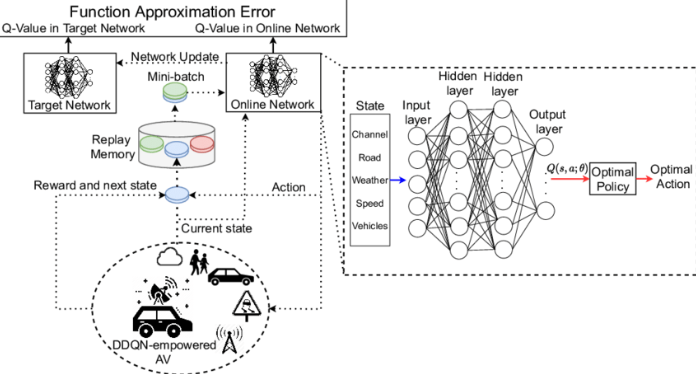 Function Approximation Error
Q-Value in Target Network
Q-Value in Online Network
Network Update
Mini-batch
Target Network
Online Network
Replay
Memory
Reward and next state
Action
Current state
DDQN-empowered
AV
State
Channel
Road
Weather
Speed
Vehicles
Input
layer
Hidden
layer
Hidden
layer
Output
layer
Q(s, a; θ)
Optimal
Policy
Optimal
Action